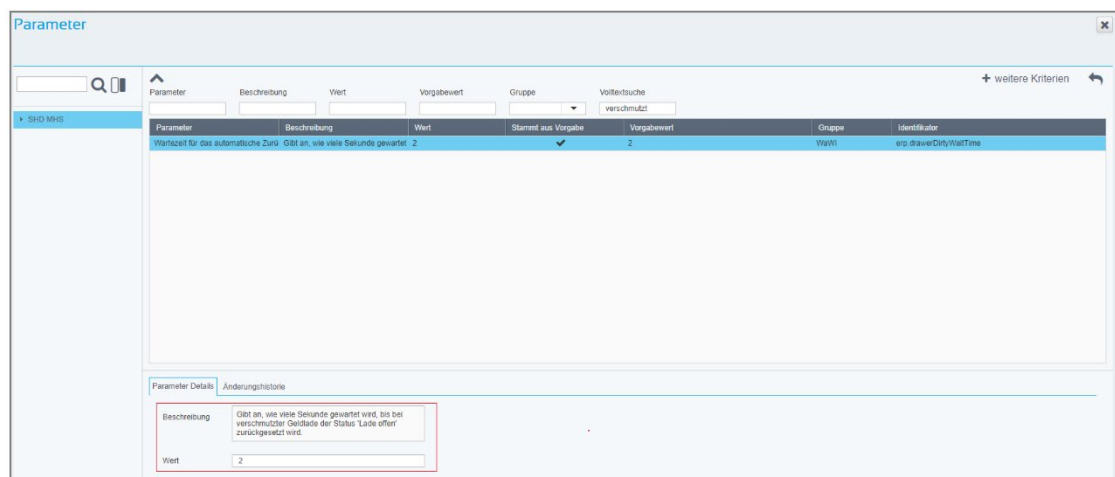 Parameter
+ weitere Kriterien
Parameter Beschreibung Wert Vorgabewert Gruppe Volltextsuche
verschmutzt
SHD MHS
Parameter Beschreibung Wert Stammt aus Vorgabe Vorgabewert Gruppe Identifikator
Wartezeit für das automatische Zurü Gibt an, wie viele Sekunde gewartet 2 2 WaWi erp.drawerDirtyWaitTime
Parameter Details Änderungshistorie
Beschreibung
Gibt an, wie viele Sekunde gewartet wird, bis bei
verschmutzter Geldlade der Status 'Lade offen'
zurückgesetzt wird.
Wert 2